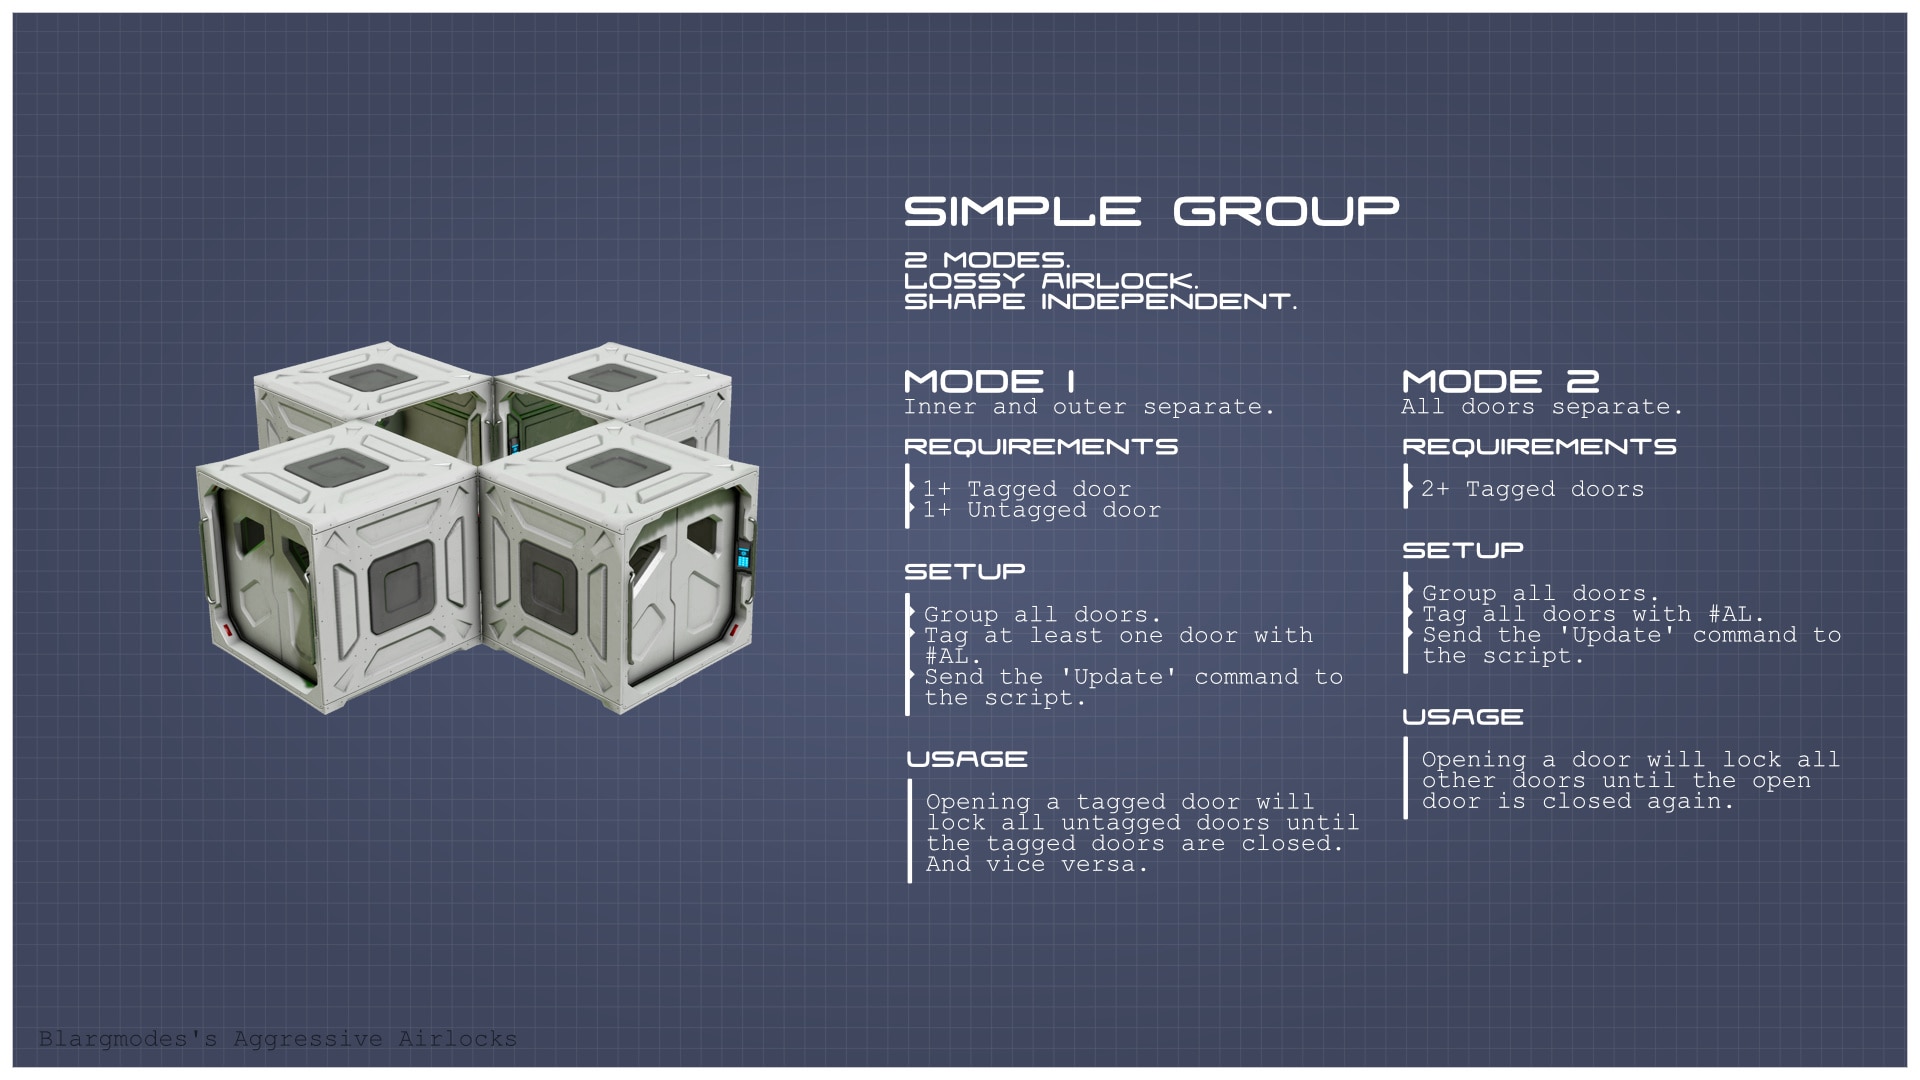 SIMPLE GROUP
2 MODES.
LOSSY AIRLOCK.
SHAPE INDEPENDENT.
MODE 1
Inner and outer separate.
REQUIREMENTS
1+ Tagged door
1+ Untagged door
SETUP
Group all doors.
Tag at least one door with
#AL.
Send the 'Update' command to
the script.
USAGE
Opening a tagged door will
lock all untagged doors until
the tagged doors are closed.
And vice versa.
MODE 2
All doors separate.
REQUIREMENTS
2+ Tagged doors
SETUP
Group all doors.
Tag all doors with #AL.
Send the 'Update' command to
the script.
USAGE
Opening a door will lock all
other doors until the open
door is closed again.
Blargmodes's Aggressive Airlocks